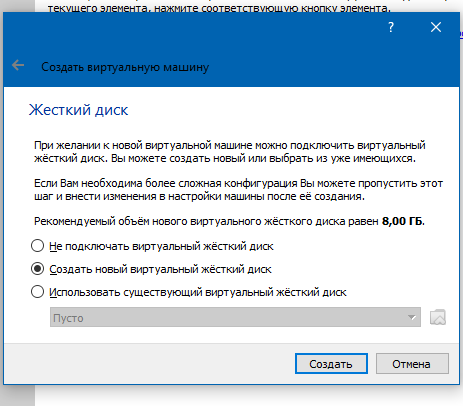 текущего элемента, нажмите соответствующую кнопку элемента.
?
Создать виртуальную машину
Жесткий диск
При желании к новой виртуальной машине можно подключить виртуальный
жёсткий диск. Вы можете создать новый или выбрать из уже имеющихся.
Если Вам необходима более сложная конфигурация Вы можете пропустить этот
шаг и внести изменения в настройки машины после её создания.
Рекомендуемый объём нового виртуального жёсткого диска равен 8,00 ГБ.
Не подключать виртуальный жёсткий диск
Создать новый виртуальный жёсткий диск
Использовать существующий виртуальный жёсткий диск
Пусто
Создать
Отмена